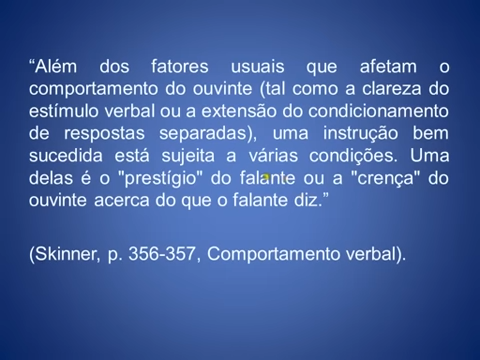 “Além dos fatores usuais que afetam o
comportamento do ouvinte (tal como a clareza do
estímulo verbal ou a extensão do condicionamento
de respostas separadas), uma instrução bem
sucedida está sujeita a várias condições. Uma
delas é o "prestígio" do falante ou a "crença" do
ouvinte acerca do que o falante diz.”
(Skinner, p. 356-357, Comportamento verbal).